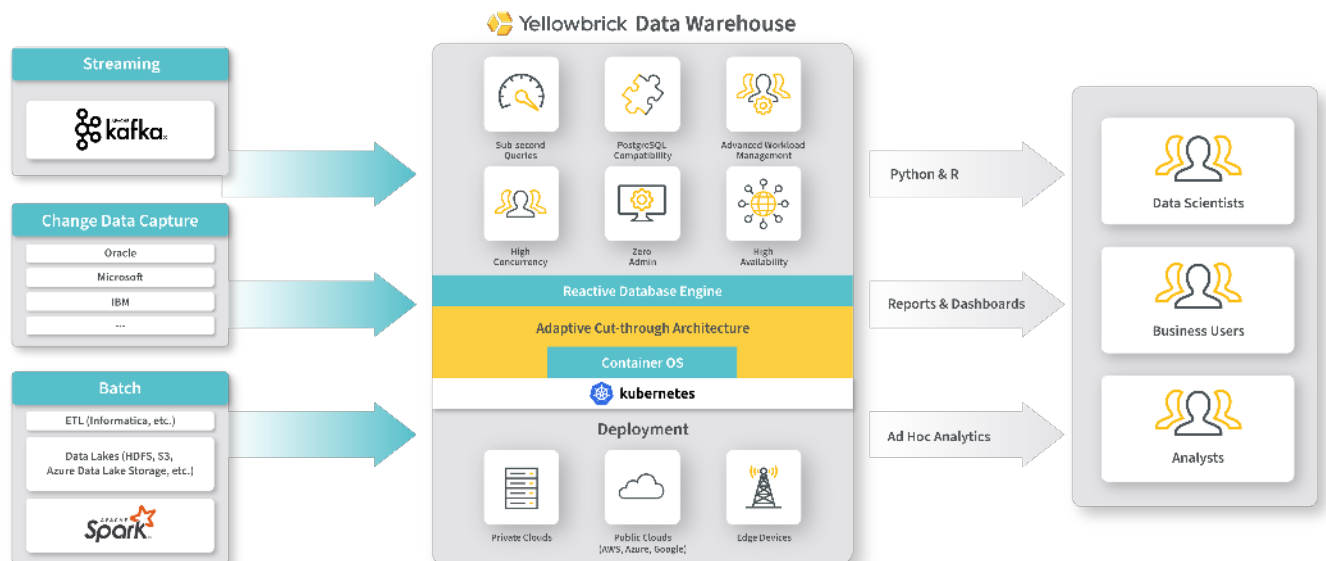 Yellowbrick Data Warehouse
Streaming
APACHE
kafka
Change Data Capture
Oracle
Microsoft
IBM
...
Batch
ETL (Informatica, etc.)
Data Lakes (HDFS, S3,
Azure Data Lake Storage, etc.)
APACHE
Spark
Sub-second
Queries
PostgreSQL
Compatibility
Advanced Workload
Management
High
Concurrency
Zero
Admin
High
Availability
Reactive Database Engine
Adaptive Cut-through Architecture
Container OS
kubernetes
Deployment
Private Clouds
Public Clouds
(AWS, Azure, Google)
Edge Devices
Python & R
Reports & Dashboards
Ad Hoc Analytics
Data Scientists
Business Users
Analysts